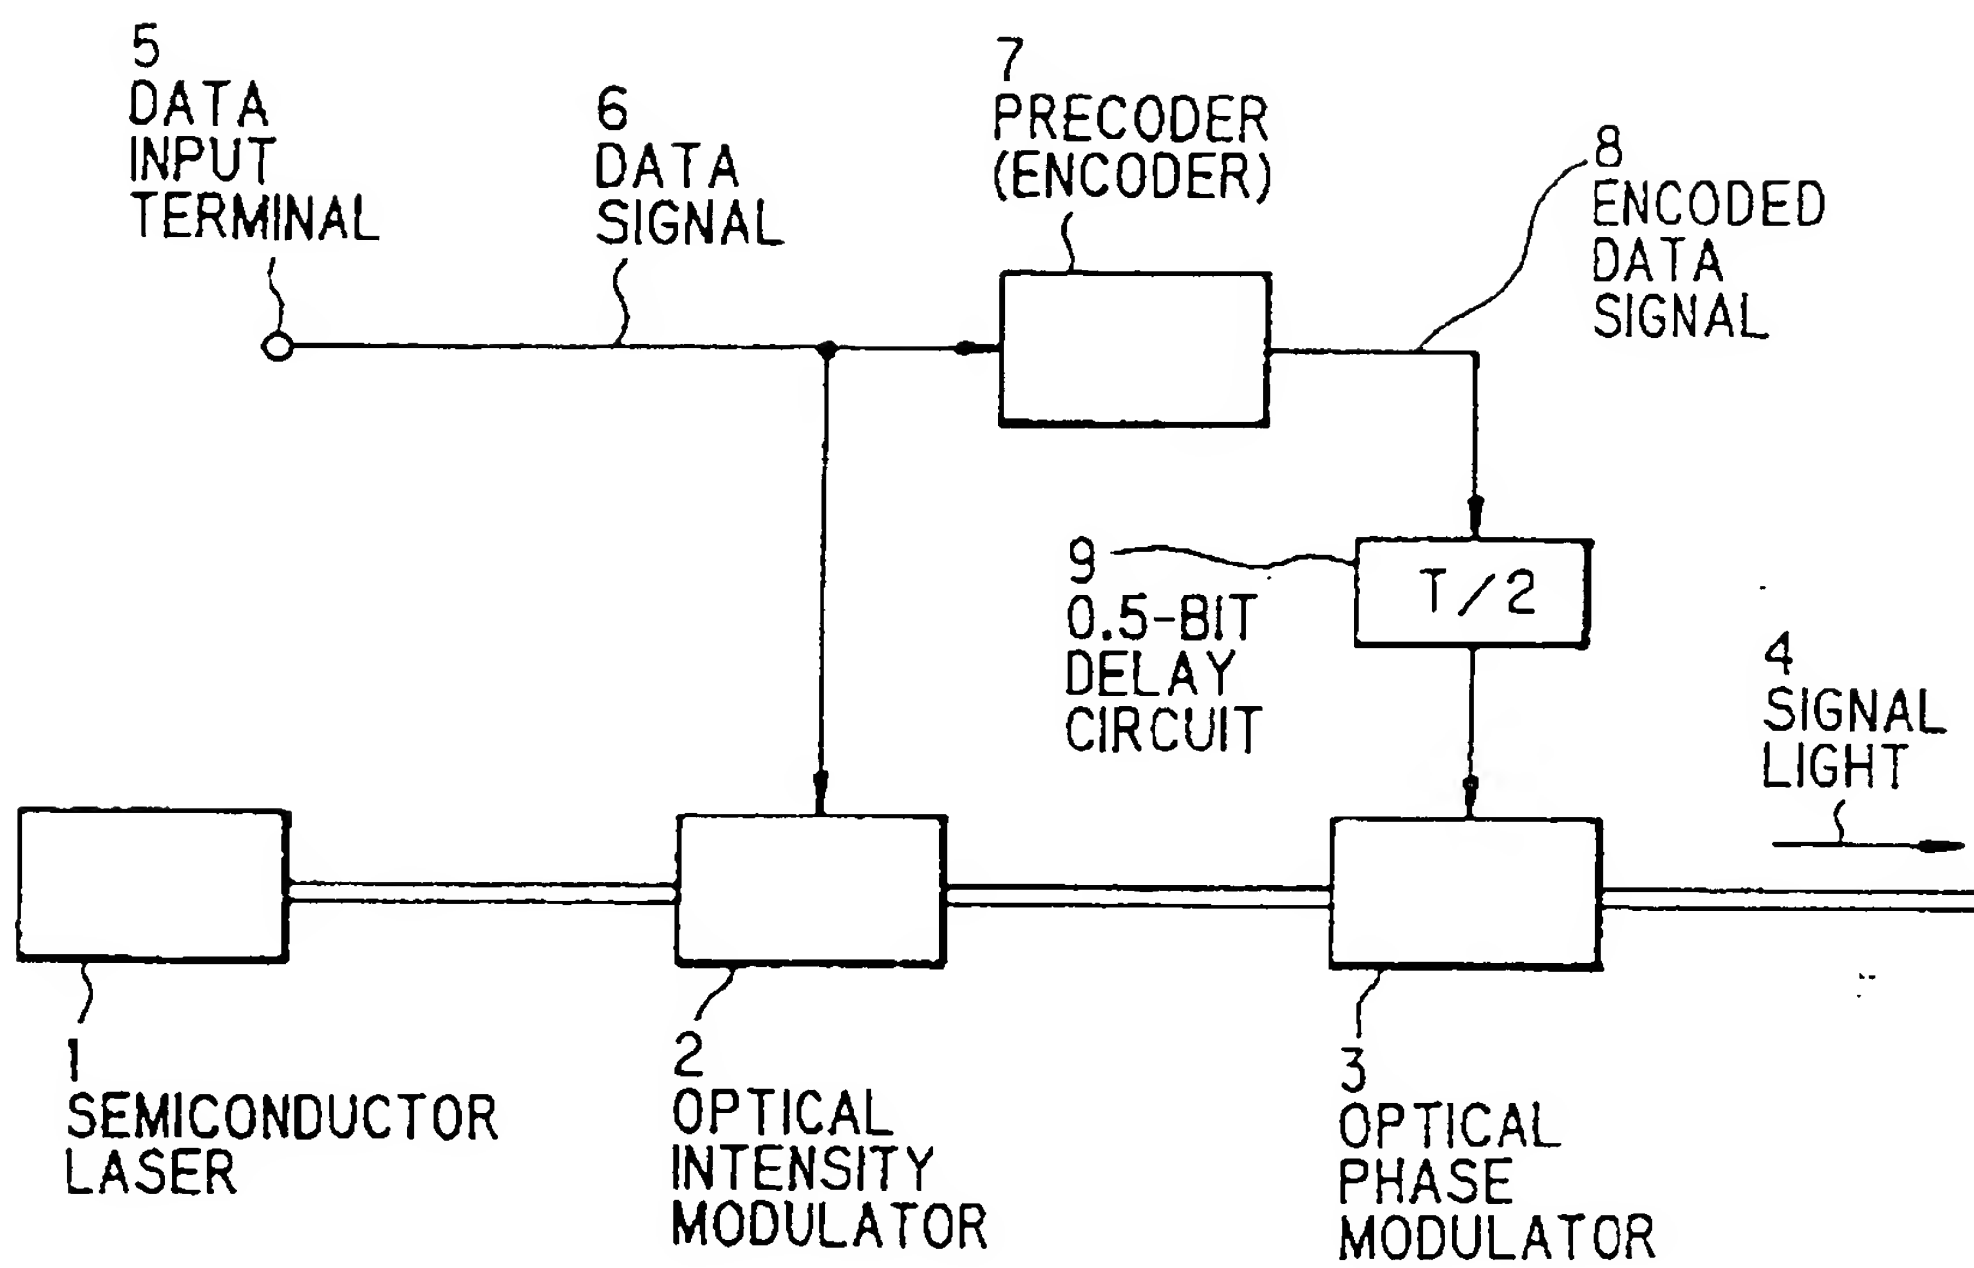 5
DATA
INPUT
TERMINAL
6
DATA
SIGNAL
7
PRECODER
(ENCODER)
8
ENCODED
DATA
SIGNAL
9
0.5-BIT
DELAY
CIRCUIT
T/2
4
SIGNAL
LIGHT
1
SEMICONDUCTOR
LASER
2
OPTICAL
INTENSITY
MODULATOR
3
OPTICAL
PHASE
MODULATOR